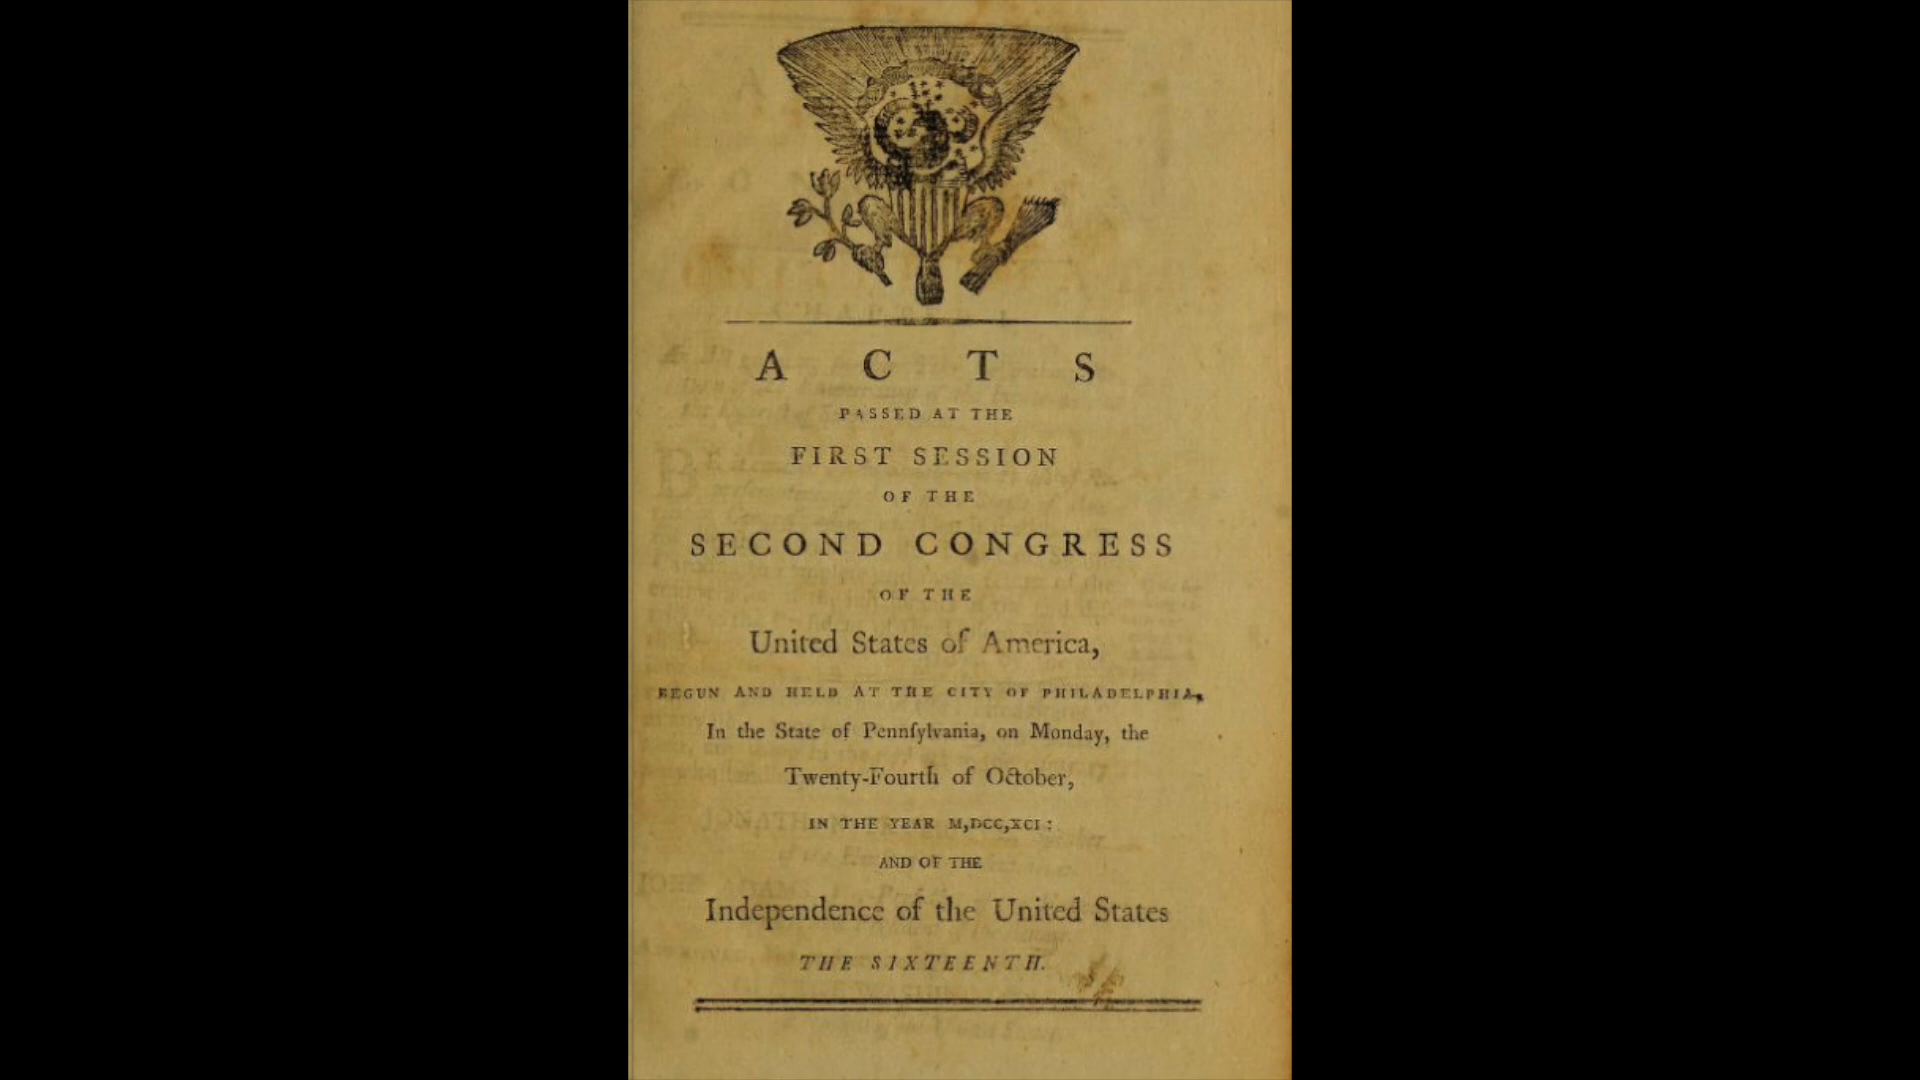 ACTS
PASSED AT THE
FIRST SESSION
OF THE
SECOND CONGRESS
OF THE
United States of America,
BEGUN AND HELD AT THE CITY OF PHILADELPHIA,
In the State of Pennſylvania, on Monday, the
Twenty-Fourth of October,
IN THE YEAR M,DCC,XCI:
AND OF THE
Independence of the United States
THE SIXTEENTH.